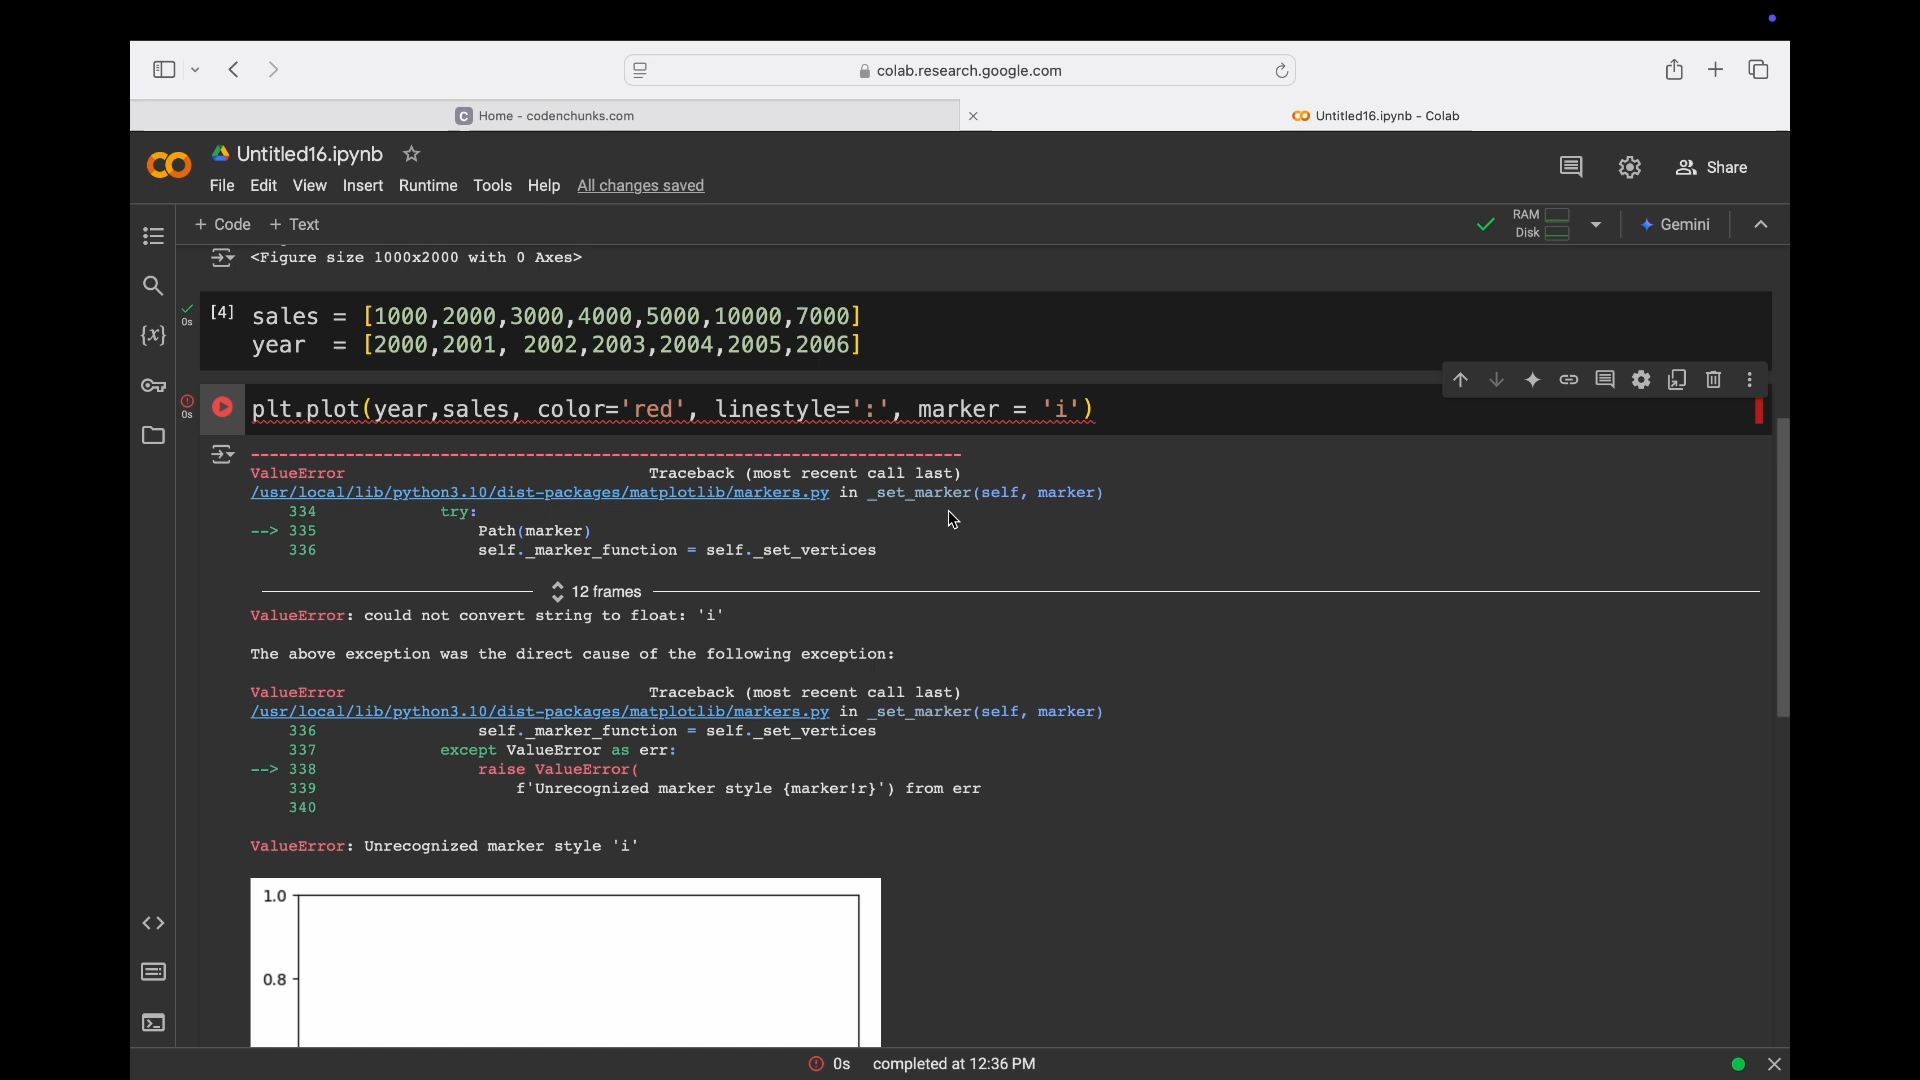 colab.research.google.com
C Home - codenchunks.com
Untitled16.ipynb - Colab
Untitled16.ipynb
File Edit View Insert Runtime Tools Help All changes saved
Share
+ Code + Text
RAM
Disk
Gemini
<Figure size 1000x2000 with 0 Axes>
0s
[4] sales = [1000,2000,3000,4000,5000,10000,7000]
year = [2000,2001, 2002,2003,2004,2005,2006]
0s
plt.plot(year,sales, color='red', linestyle=':', marker = 'i')
---------------------------------------------------------------------------
ValueError Traceback (most recent call last)
/usr/local/lib/python3.10/dist-packages/matplotlib/markers.py in _set_marker(self, marker)
334 try:
--> 335 Path(marker)
336 self._marker_function = self._set_vertices
12 frames
ValueError: could not convert string to float: 'i'
The above exception was the direct cause of the following exception:
ValueError Traceback (most recent call last)
/usr/local/lib/python3.10/dist-packages/matplotlib/markers.py in _set_marker(self, marker)
336 self._marker_function = self._set_vertices
337 except ValueError as err:
--> 338 raise ValueError(
339 f'Unrecognized marker style {marker!r}') from err
340
ValueError: Unrecognized marker style 'i'
1.0
0.8
0s completed at 12:36 PM